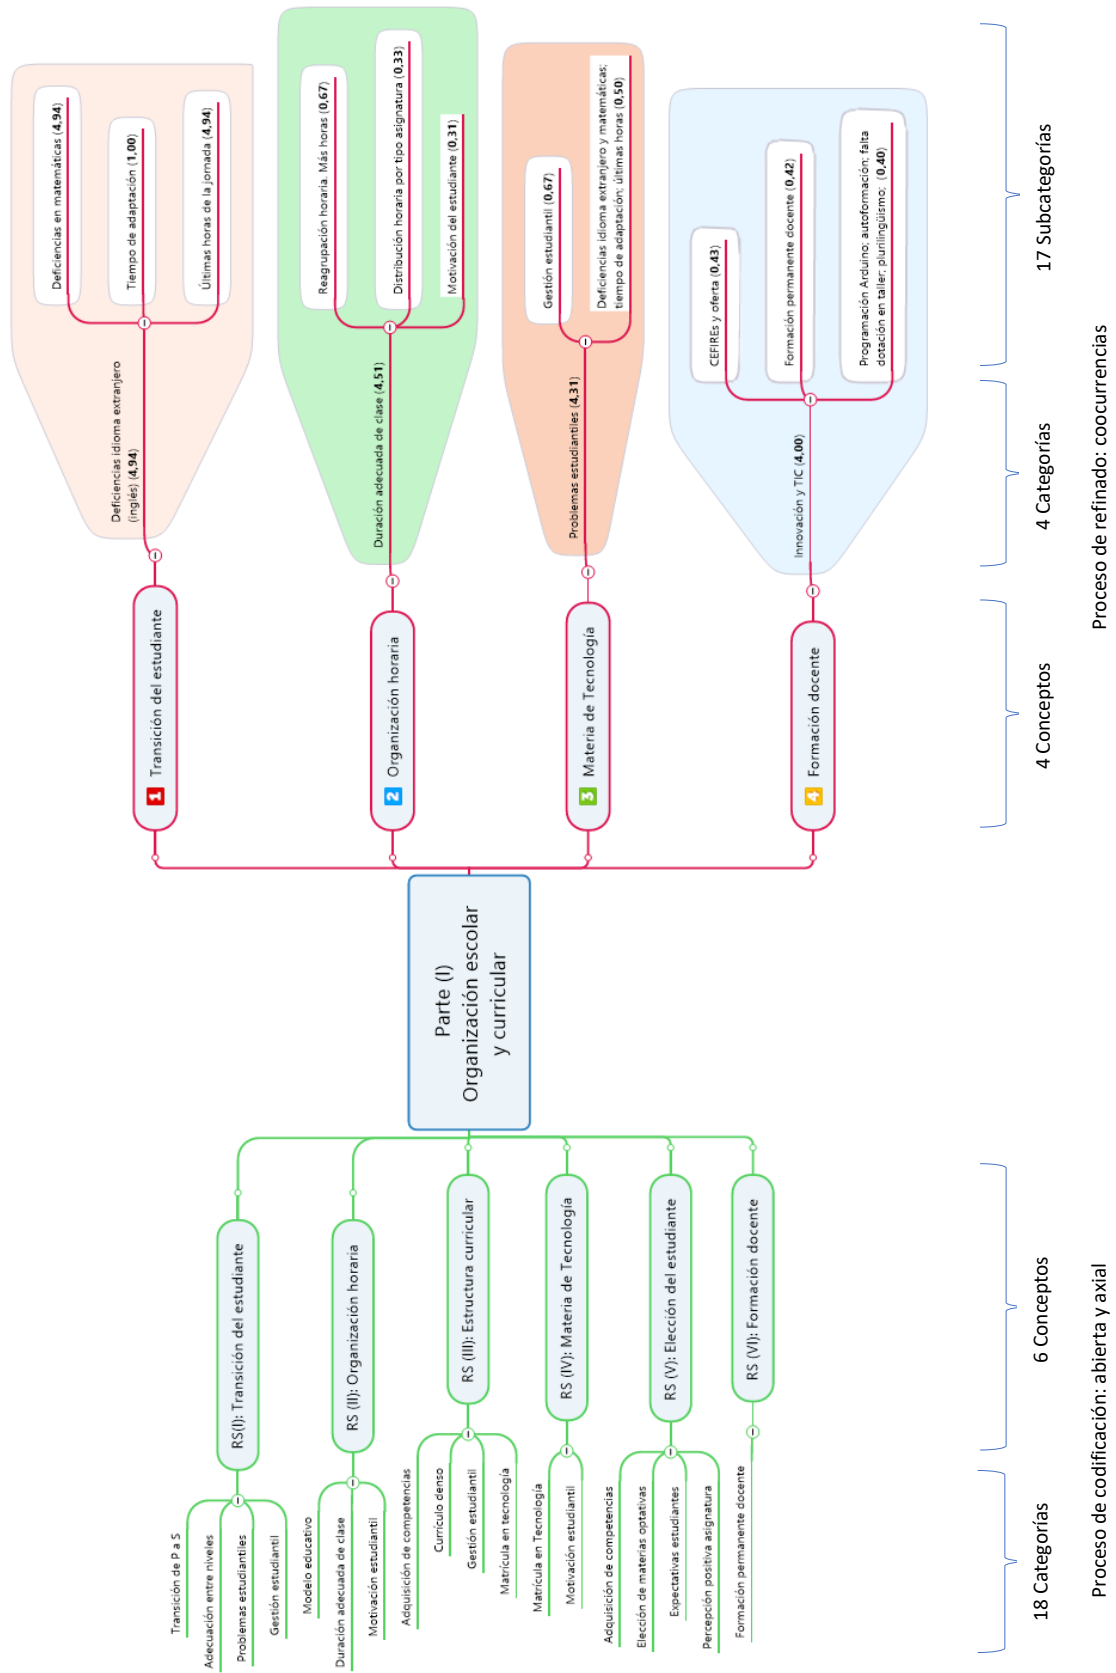 Transición de P a S
Adecuación entre niveles
Problemas estudiantiles
Gestión estudiantil
RS(I): Transición del estudiante
Modelo educativo
Duración adecuada de clase
Motivación estudiantil
RS (II): Organización horaria
Adquisición de competencias
Currículo denso
Gestión estudiantil
Matrícula en tecnología
RS (III): Estructura curricular
Matrícula en Tecnología
Motivación estudiantil
RS (IV): Materia de Tecnología
Adquisición de competencias
Elección de materias optativas
Expectativas estudiantes
Percepción positiva asignatura
RS (V): Elección del estudiante
Formación permanente docente
RS (VI): Formación docente
Parte (I)
Organización escolar
y curricular
1 Transición del estudiante
Deficiencias idioma extranjero
(inglés) (4,94)
Deficiencias en matemáticas (4,94)
Tiempo de adaptación (1,00)
Últimas horas de la jornada (4,94)
2 Organización horaria
Duración adecuada de clase (4,51)
Reagrupación horaria. Más horas (0,67)
Distribución horaria por tipo asignatura (0,33)
Motivación del estudiante (0,31)
3 Materia de Tecnología
Problemas estudiantiles (4,31)
Gestión estudiantil (0,67)
Deficiencias idioma extranjero y matemáticas;
tiempo de adaptación; últimas horas (0,50)
4 Formación docente
Innovación y TIC (4,00)
CEFIREs y oferta (0,43)
Formación permanente docente (0,42)
Programación Arduino; autoformación; falta
dotación en taller; plurilingüismo; (0,40)
18 Categorías
6 Conceptos
4 Conceptos
4 Categorías
17 Subcategorías
Proceso de codificación: abierta y axial
Proceso de refinado: coocurrencias